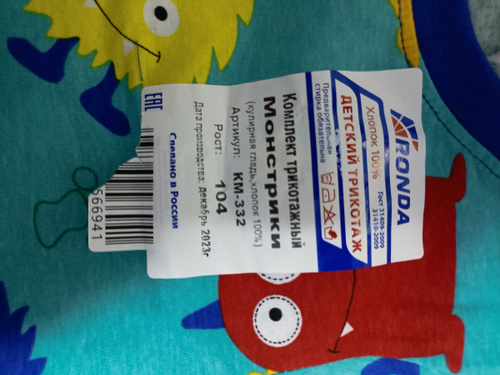 RONDA
Хлопок 100%
Гост 31409-2009
31410-2009
ДЕТСКИЙ ТРИКОТАЖ
Предварительная
стирка обязательна
Комплект трикотажный
Монстрики
(кулирная гладь,хлопок 100%)
Артикул: КМ-332
Рост: 104
Дата производства: декабрь 2023г
Сделано в России
EAC
566941